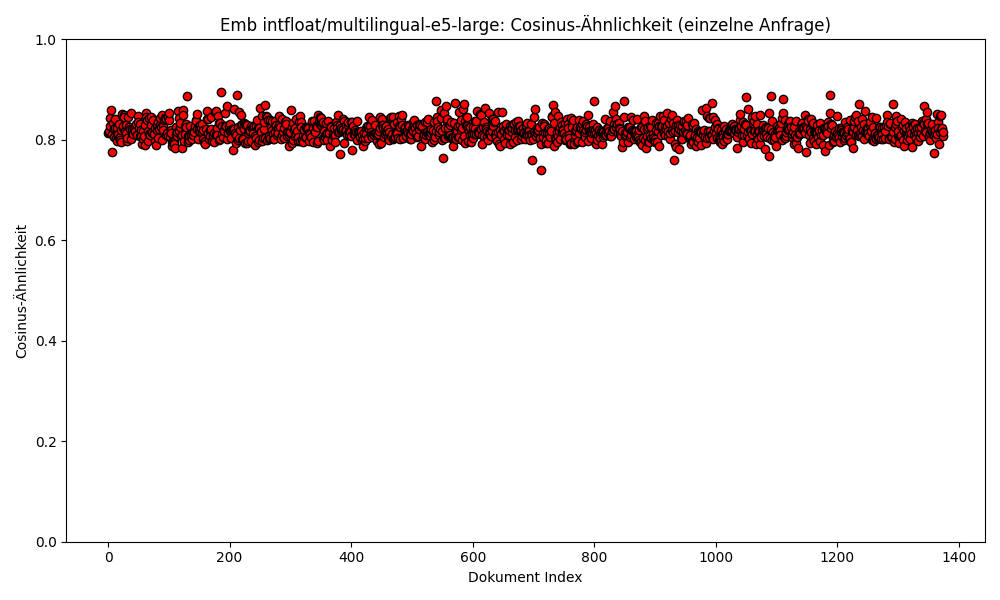 Emb intfloat/multilingual-e5-large: Cosinus-Ähnlichkeit (einzelne Anfrage)
1.0
0.8
0.6
0.4
0.2
0.0
Cosinus-Ähnlichkeit
0 200 400 600 800 1000 1200 1400
Dokument Index